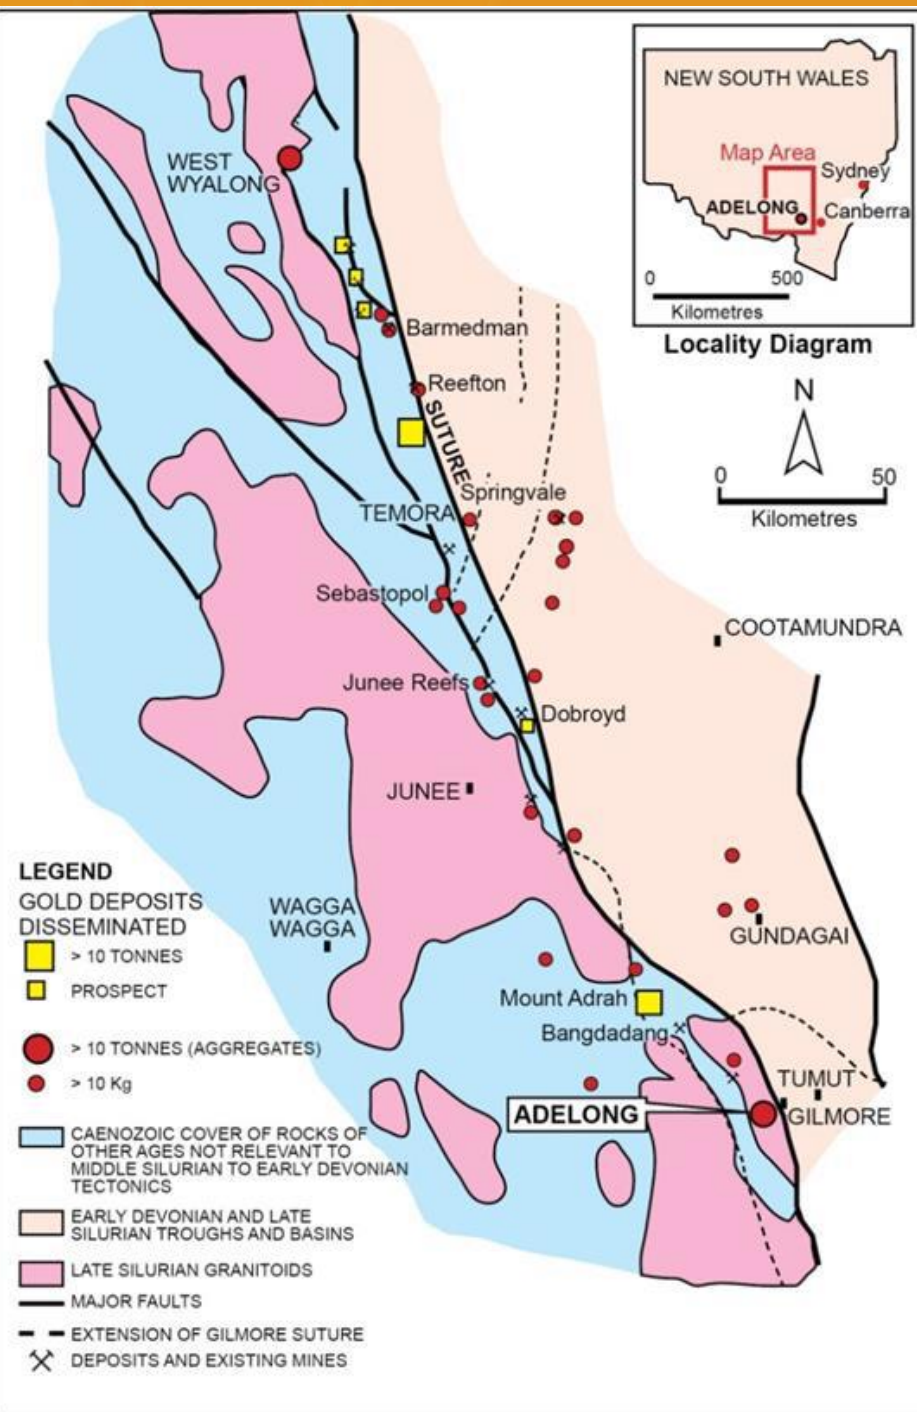 NEW SOUTH WALES
Map Area
Sydney
ADELONG
Canberra
0 500
Kilometres
Locality Diagram
N
0 50
Kilometres
WEST
WYALONG
Barmedman
Reefton
SUTURE
Springvale
TEMORA
Sebastopol
COOTAMUNDRA
Junee Reefs
Dobroyd
JUNEE
WAGGA
WAGGA
GUNDAGAI
Mount Adrah
Bangdadang
TUMUT
ADELONG
GILMORE
LEGEND
GOLD DEPOSITS
DISSEMINATED
> 10 TONNES
PROSPECT
> 10 TONNES (AGGREGATES)
> 10 Kg
CAENOZOIC COVER OF ROCKS OF
OTHER AGES NOT RELEVANT TO
MIDDLE SILURIAN TO EARLY DEVONIAN
TECTONICS
EARLY DEVONIAN AND LATE
SILURIAN TROUGHS AND BASINS
LATE SILURIAN GRANITOIDS
MAJOR FAULTS
EXTENSION OF GILMORE SUTURE
DEPOSITS AND EXISTING MINES